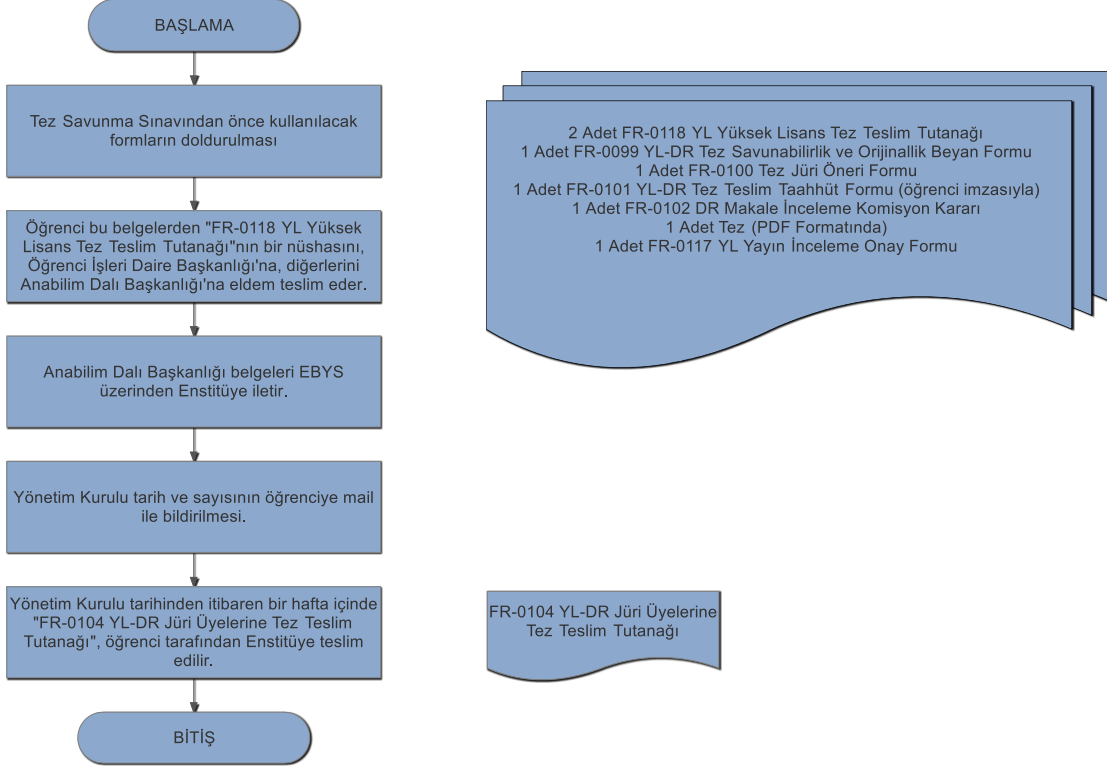 BAŞLAMA
Tez Savunma Sınavından önce kullanılacak
formların doldurulması
Öğrenci bu belgelerden "FR-0118 YL Yüksek
Lisans Tez Teslim Tutanağı"nın bir nüshasını,
Öğrenci İşleri Daire Başkanlığı'na, diğerlerini
Anabilim Dalı Başkanlığı'na eldem teslim eder.
Anabilim Dalı Başkanlığı belgeleri EBYS
üzerinden Enstitüye iletir.
Yönetim Kurulu tarih ve sayısının öğrenciye mail
ile bildirilmesi.
Yönetim Kurulu tarihinden itibaren bir hafta içinde
"FR-0104 YL-DR Jüri Üyelerine Tez Teslim
Tutanağı", öğrenci tarafından Enstitüye teslim
edilir.
BİTİŞ
2 Adet FR-0118 YL Yüksek Lisans Tez Teslim Tutanağı
1 Adet FR-0099 YL-DR Tez Savunabilirlik ve Orijinallik Beyan Formu
1 Adet FR-0100 Tez Jüri Öneri Formu
1 Adet FR-0101 YL-DR Tez Teslim Taahhüt Formu (öğrenci imzasıyla)
1 Adet FR-0102 DR Makale İnceleme Komisyon Kararı
1 Adet Tez (PDF Formatında)
1 Adet FR-0117 YL Yayın İnceleme Onay Formu
FR-0104 YL-DR Jüri Üyelerine
Tez Teslim Tutanağı